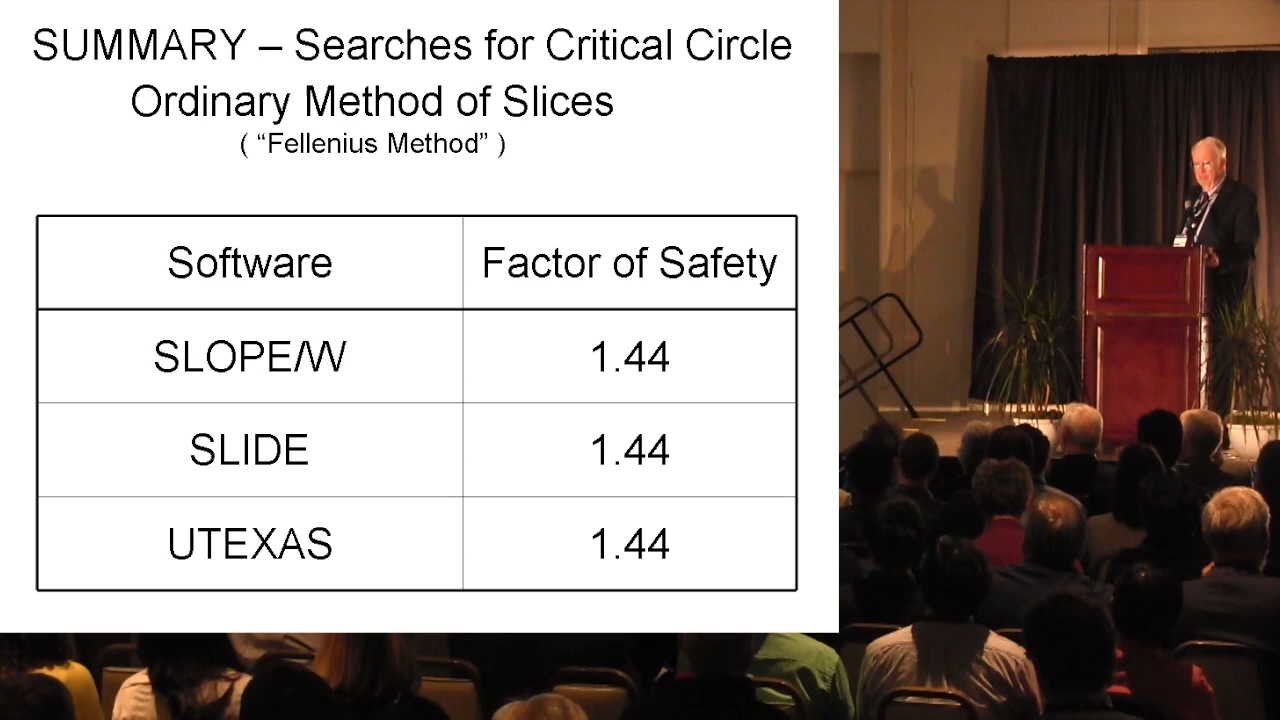 SUMMARY – Searches for Critical Circle
Ordinary Method of Slices
( “Fellenius Method” )
Software Factor of Safety
SLOPE/W 1.44
SLIDE 1.44
UTEXAS 1.44